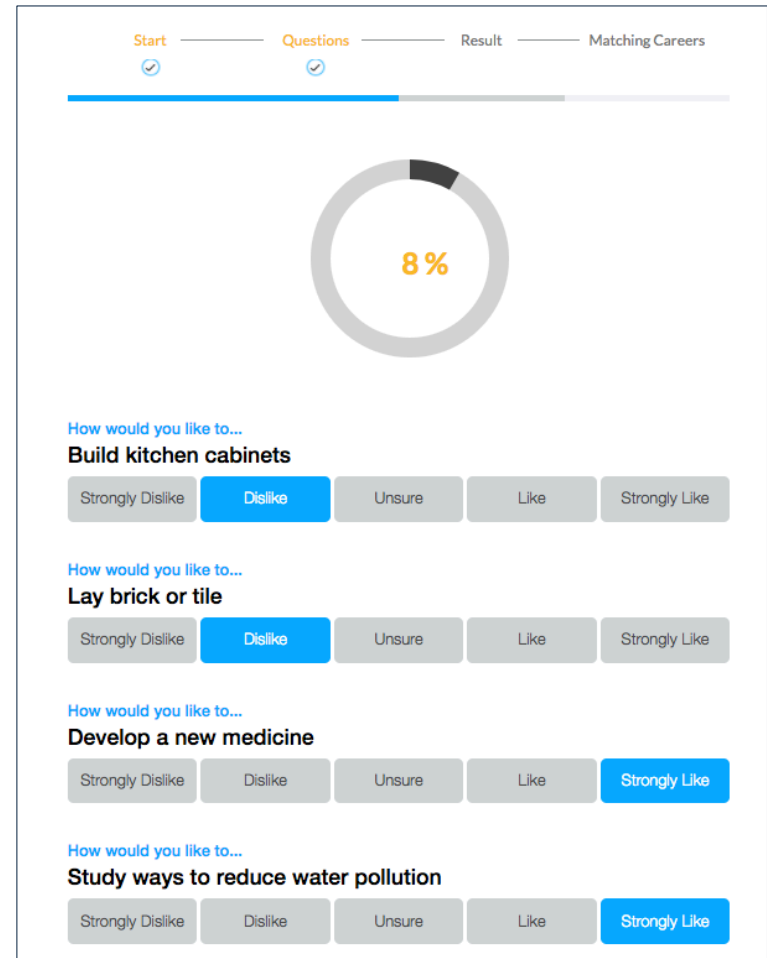 Start Questions Result Matching Careers
8 %
How would you like to...
Build kitchen cabinets
Strongly Dislike Dislike Unsure Like Strongly Like
How would you like to...
Lay brick or tile
Strongly Dislike Dislike Unsure Like Strongly Like
How would you like to...
Develop a new medicine
Strongly Dislike Dislike Unsure Like Strongly Like
How would you like to...
Study ways to reduce water pollution
Strongly Dislike Dislike Unsure Like Strongly Like